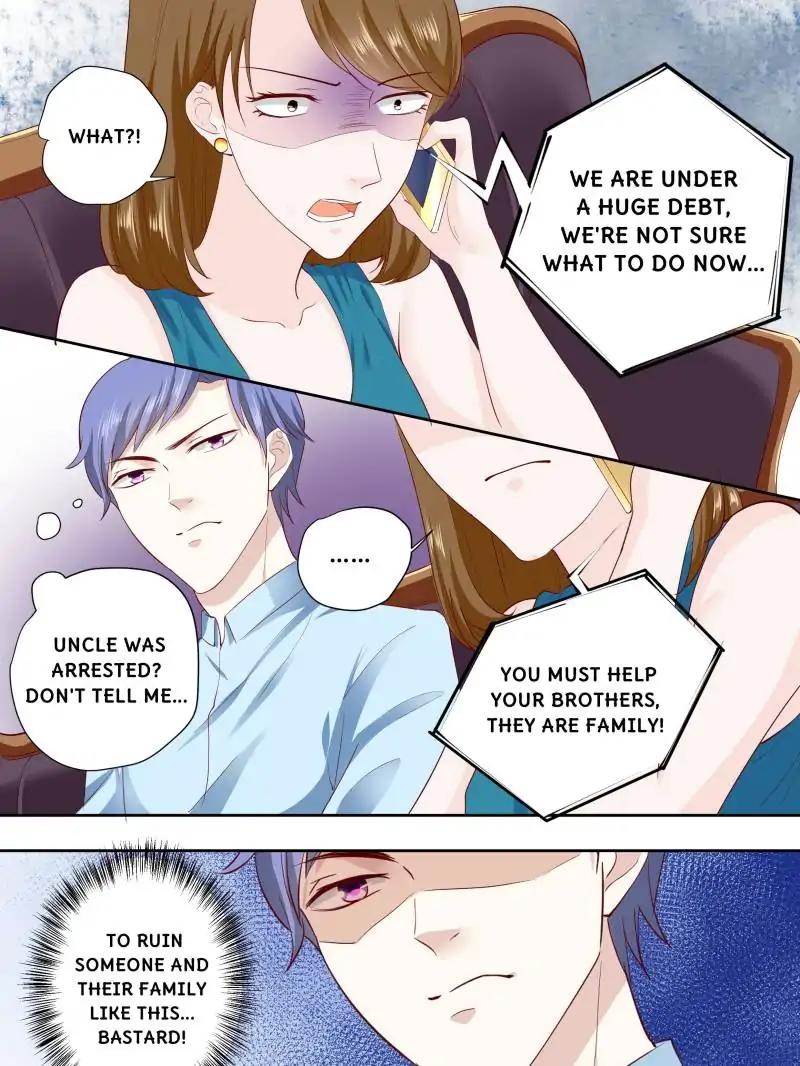 WHAT?!
WE ARE UNDER
A HUGE DEBT,
WE'RE NOT SURE
WHAT TO DO NOW...
......
UNCLE WAS
ARRESTED?
DON'T TELL ME...
YOU MUST HELP
YOUR BROTHERS,
THEY ARE FAMILY!
TO RUIN
SOMEONE AND
THEIR FAMILY
LIKE THIS...
BASTARD!